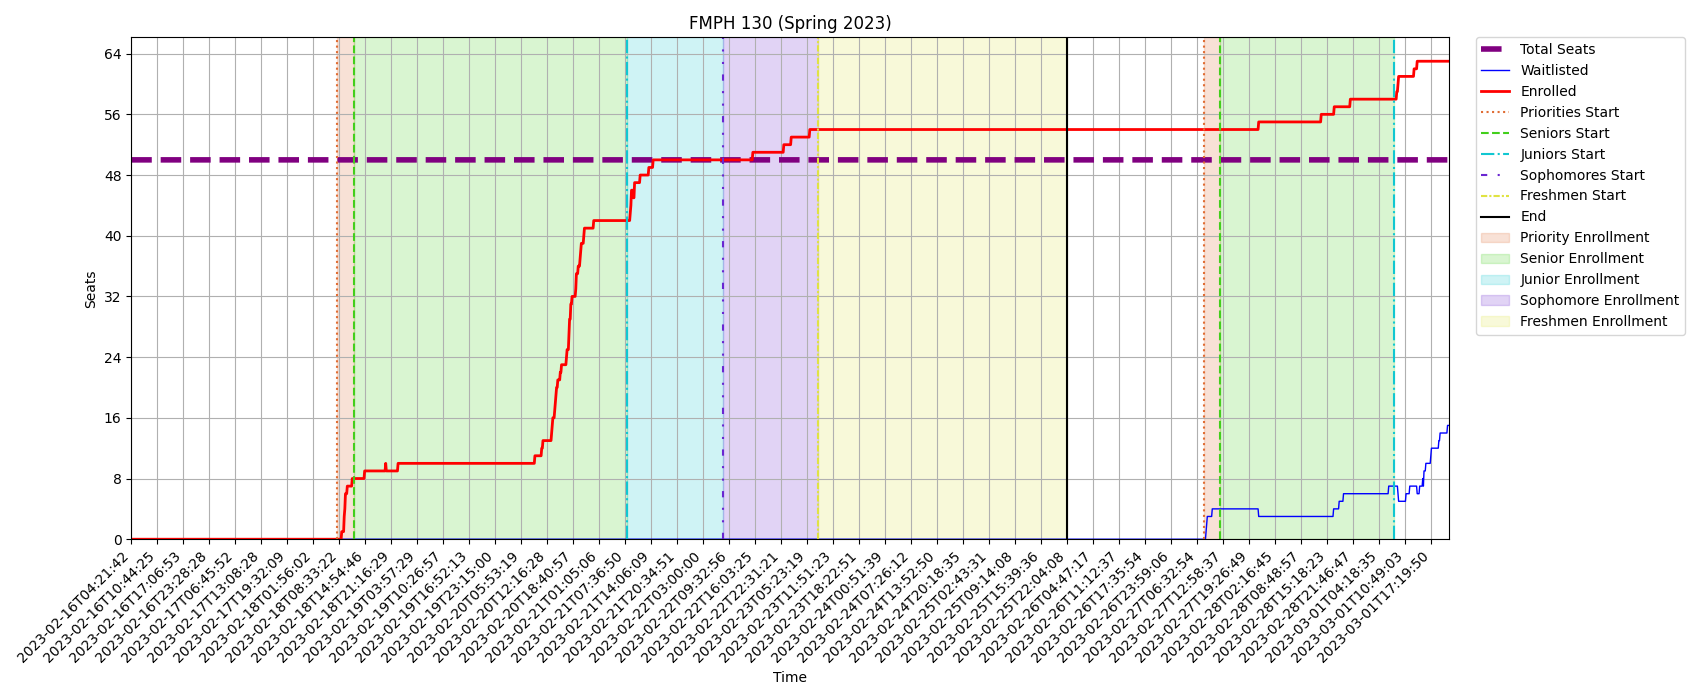 FMPH 130 (Spring 2023)
Seats
64
56
48
40
32
24
16
8
0
2023-02-16T04:21:42
2023-02-16T10:44:25
2023-02-16T17:06:53
2023-02-16T23:28:28
2023-02-17T06:45:52
2023-02-17T13:08:28
2023-02-17T19:32:09
2023-02-18T01:56:02
2023-02-18T08:33:22
2023-02-18T14:54:46
2023-02-18T21:16:29
2023-02-19T03:57:29
2023-02-19T10:26:57
2023-02-19T16:52:13
2023-02-19T23:15:00
2023-02-20T05:53:19
2023-02-20T12:16:28
2023-02-20T18:40:57
2023-02-21T01:05:06
2023-02-21T07:36:50
2023-02-21T14:06:09
2023-02-21T20:34:51
2023-02-22T03:00:00
2023-02-22T09:32:56
2023-02-22T16:03:25
2023-02-22T22:31:21
2023-02-23T05:19:19
2023-02-23T11:51:23
2023-02-23T18:22:51
2023-02-24T00:51:39
2023-02-24T07:26:12
2023-02-24T13:52:50
2023-02-24T20:18:35
2023-02-25T02:43:31
2023-02-25T09:14:08
2023-02-25T15:39:36
2023-02-25T22:04:08
2023-02-26T04:47:17
2023-02-26T11:12:37
2023-02-26T17:35:54
2023-02-26T23:59:06
2023-02-27T06:32:54
2023-02-27T12:58:37
2023-02-27T19:26:49
2023-02-28T02:16:45
2023-02-28T08:48:57
2023-02-28T15:18:23
2023-02-28T21:46:47
2023-03-01T04:18:35
2023-03-01T10:49:03
2023-03-01T17:19:50
Time
Total Seats
Waitlisted
Enrolled
Priorities Start
Seniors Start
Juniors Start
Sophomores Start
Freshmen Start
End
Priority Enrollment
Senior Enrollment
Junior Enrollment
Sophomore Enrollment
Freshmen Enrollment